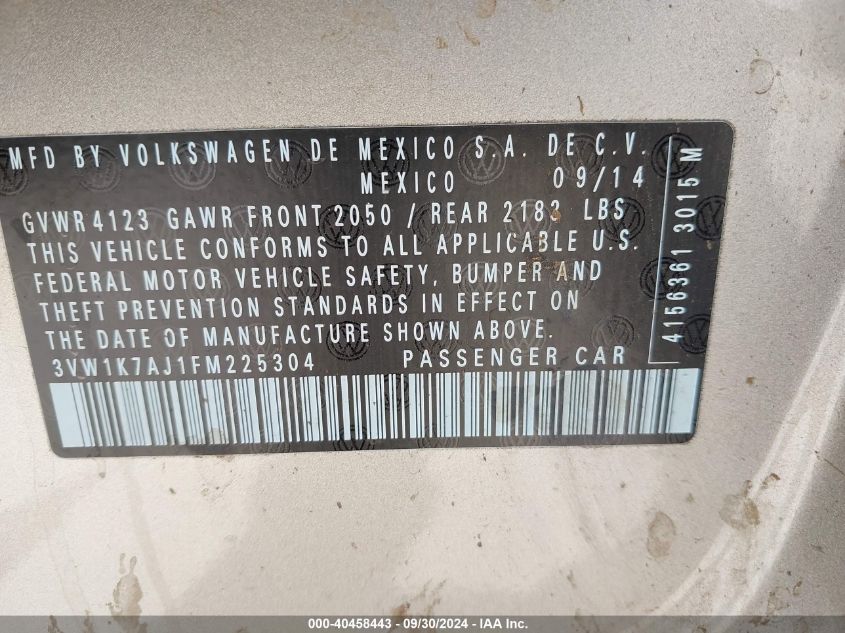 MFD BY VOLKSWAGEN DE MEXICO S.A. DE C.V.
MEXICO 09/14
GVWR 4123 GAWR FRONT 2050 / REAR 2183 LBS
THIS VEHICLE CONFORMS TO ALL APPLICABLE U.S.
FEDERAL MOTOR VEHICLE SAFETY, BUMPER AND
THEFT PREVENTION STANDARDS IN EFFECT ON
THE DATE OF MANUFACTURE SHOWN ABOVE.
3VW1K7AJ1FM225304 PASSENGER CAR
4156361 3015 M
000-40458443 - 09/30/2024 - IAA Inc.